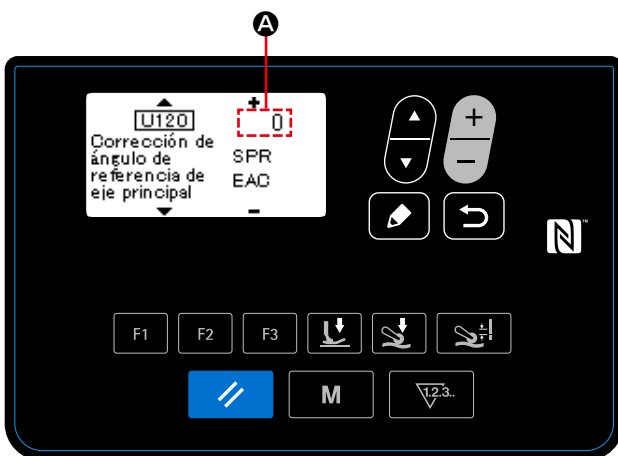 A
U120
0
Corrección de
ángulo de
referencia de
eje principal
SPR
EAC
F1
F2
F3
M
1.2.3..